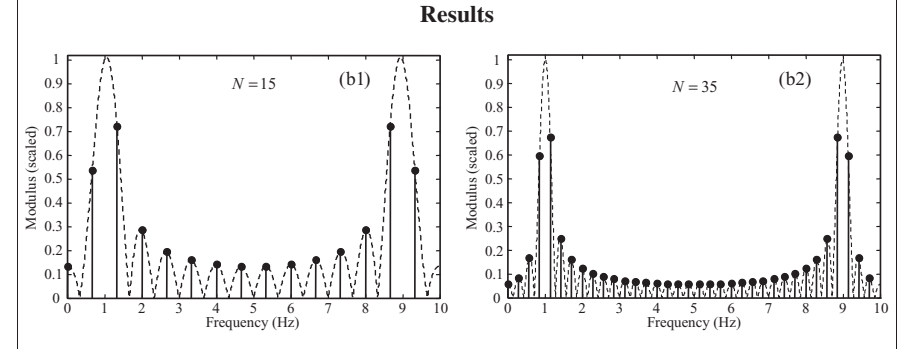 Results
Modulus (scaled)
1
0.9
0.8
0.7
0.6
0.5
0.4
0.3
0.2
0.1
0
N = 15
(b1)
0 1 2 3 4 5 6 7 8 9 10
Frequency (Hz)
Modulus (scaled)
1
0.9
0.8
0.7
0.6
0.5
0.4
0.3
0.2
0.1
0
N = 35
(b2)
0 1 2 3 4 5 6 7 8 9 10
Frequency (Hz)